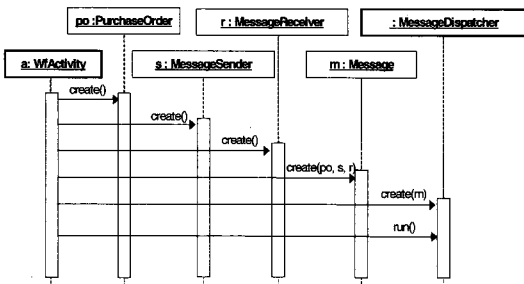 po :PurchaseOrder
r : MessageReceiver
: MessageDispatcher
a: WfActivity
s : MessageSender
m : Message
create()
create()
create()
create(po, s, r)
create(m)
run()